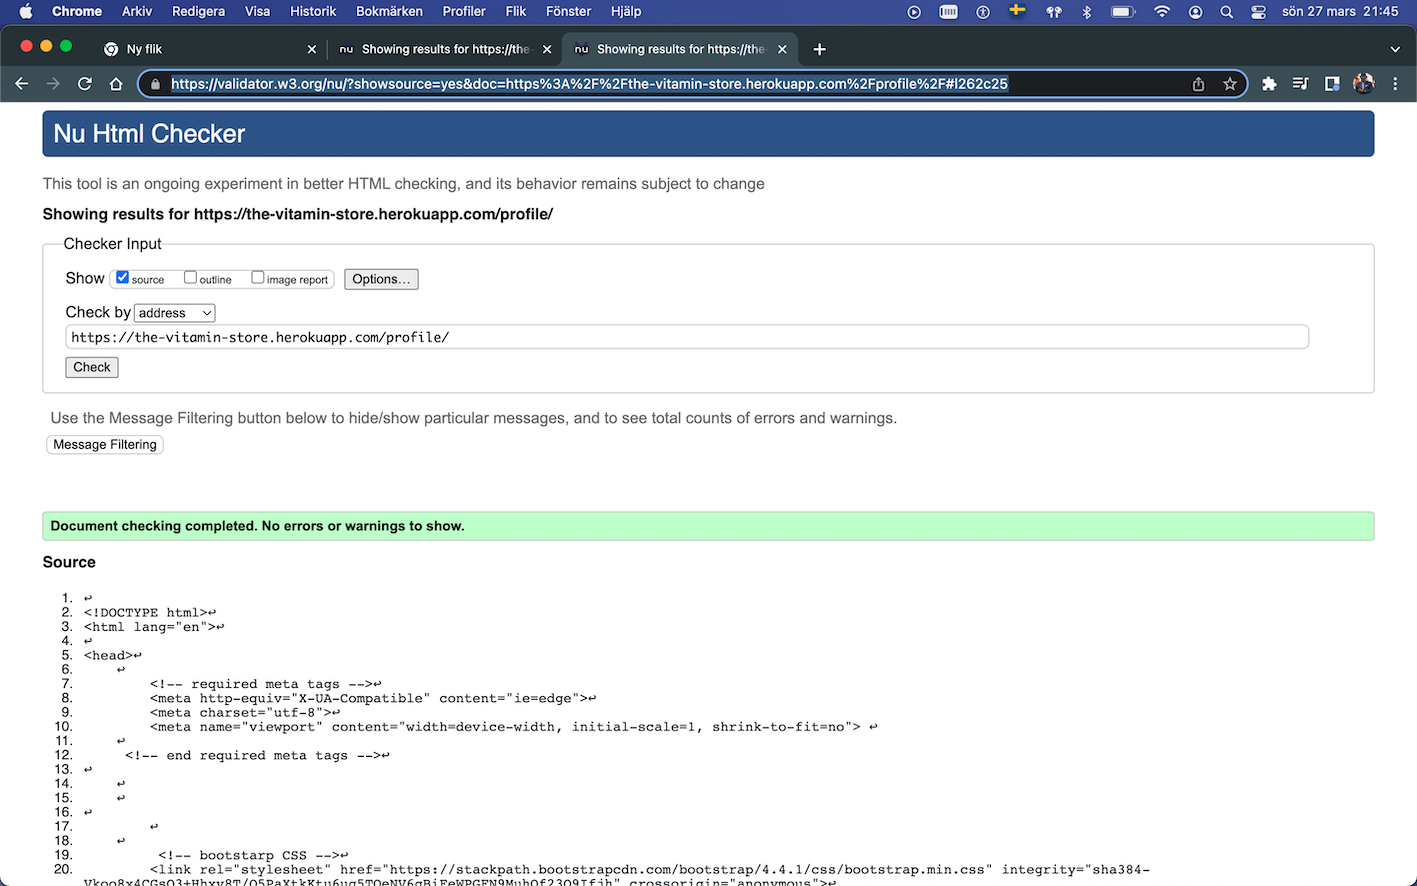 Chrome Arkiv Redigera Visa Historik Bokmärken Profiler Flik Fönster Hjälp sön 27 mars 21:45
Ny flik nu Showing results for https://the- nu Showing results for https://the-
https://validator.w3.org/nu/?showsource=yes&doc=https%3A%2F%2Fthe-vitamin-store.herokuapp.com%2Fprofile%2F#l262c25
Nu Html Checker
This tool is an ongoing experiment in better HTML checking, and its behavior remains subject to change
Showing results for https://the-vitamin-store.herokuapp.com/profile/
Checker Input
Show source outline image report Options...
Check by address
https://the-vitamin-store.herokuapp.com/profile/
Check
Use the Message Filtering button below to hide/show particular messages, and to see total counts of errors and warnings.
Message Filtering
Document checking completed. No errors or warnings to show.
Source
1. ↩
2. <!DOCTYPE html>↩
3. <html lang="en">↩
4. ↩
5. <head>↩
6. ↩
7. <!-- required meta tags -->↩
8. <meta http-equiv="X-UA-Compatible" content="ie=edge">↩
9. <meta charset="utf-8">↩
10. <meta name="viewport" content="width=device-width, initial-scale=1, shrink-to-fit=no"> ↩
11. ↩
12. <!-- end required meta tags -->↩
13. ↩
14. ↩
15. ↩
16. ↩
17. ↩
18. ↩
19. <!-- bootstarp CSS -->↩
20. <link rel="stylesheet" href="https://stackpath.bootstrapcdn.com/bootstrap/4.4.1/css/bootstrap.min.css" integrity="sha384-
crossorigin="anonymous">↩